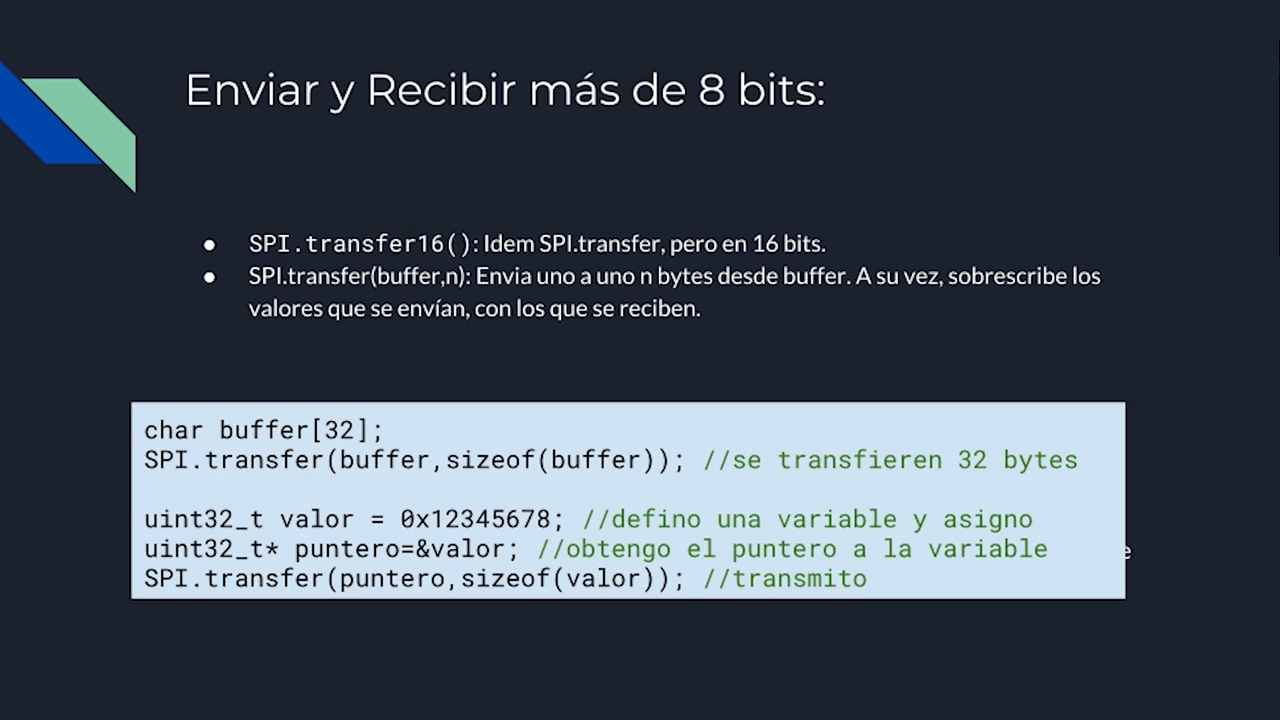 Enviar y Recibir más de 8 bits:
● SPI.transfer16(): Idem SPI.transfer, pero en 16 bits.
● SPI.transfer(buffer,n): Envia uno a uno n bytes desde buffer. A su vez, sobrescribe los
valores que se envían, con los que se reciben.
char buffer[32];
SPI.transfer(buffer,sizeof(buffer)); //se transfieren 32 bytes
uint32_t valor = 0x12345678; //defino una variable y asigno
uint32_t* puntero=&valor; //obtengo el puntero a la variable
SPI.transfer(puntero,sizeof(valor)); //transmito